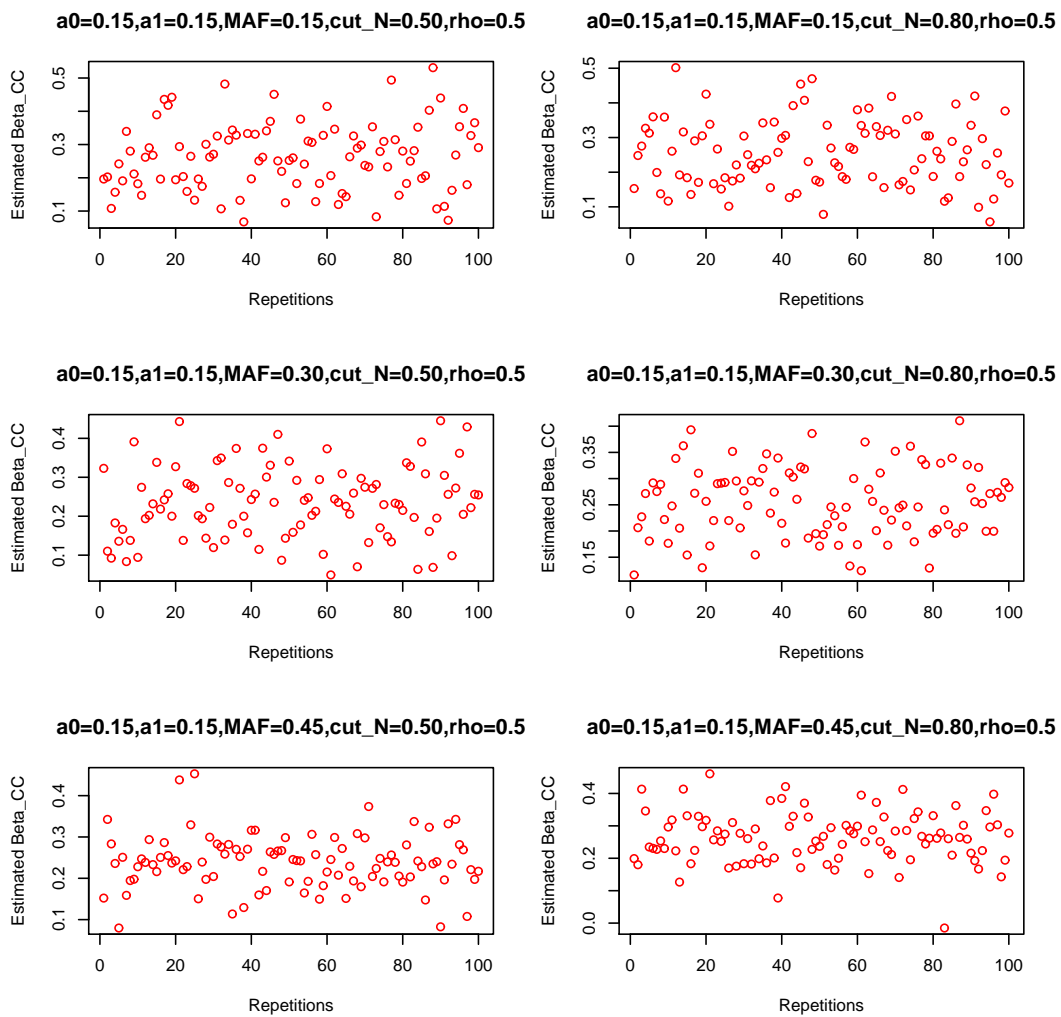 a0=0.15,a1=0.15,MAF=0.15,cut_N=0.50,rho=0.5
Estimated Beta_CC
0.1 0.3 0.5
0 20 40 60 80 100
Repetitions
a0=0.15,a1=0.15,MAF=0.15,cut_N=0.80,rho=0.5
Estimated Beta_CC
0.1 0.3 0.5
0 20 40 60 80 100
Repetitions
a0=0.15,a1=0.15,MAF=0.30,cut_N=0.50,rho=0.5
Estimated Beta_CC
0.1 0.2 0.3 0.4
0 20 40 60 80 100
Repetitions
a0=0.15,a1=0.15,MAF=0.30,cut_N=0.80,rho=0.5
Estimated Beta_CC
0.15 0.25 0.35
0 20 40 60 80 100
Repetitions
a0=0.15,a1=0.15,MAF=0.45,cut_N=0.50,rho=0.5
Estimated Beta_CC
0.1 0.2 0.3 0.4
0 20 40 60 80 100
Repetitions
a0=0.15,a1=0.15,MAF=0.45,cut_N=0.80,rho=0.5
Estimated Beta_CC
0.0 0.2 0.4
0 20 40 60 80 100
Repetitions